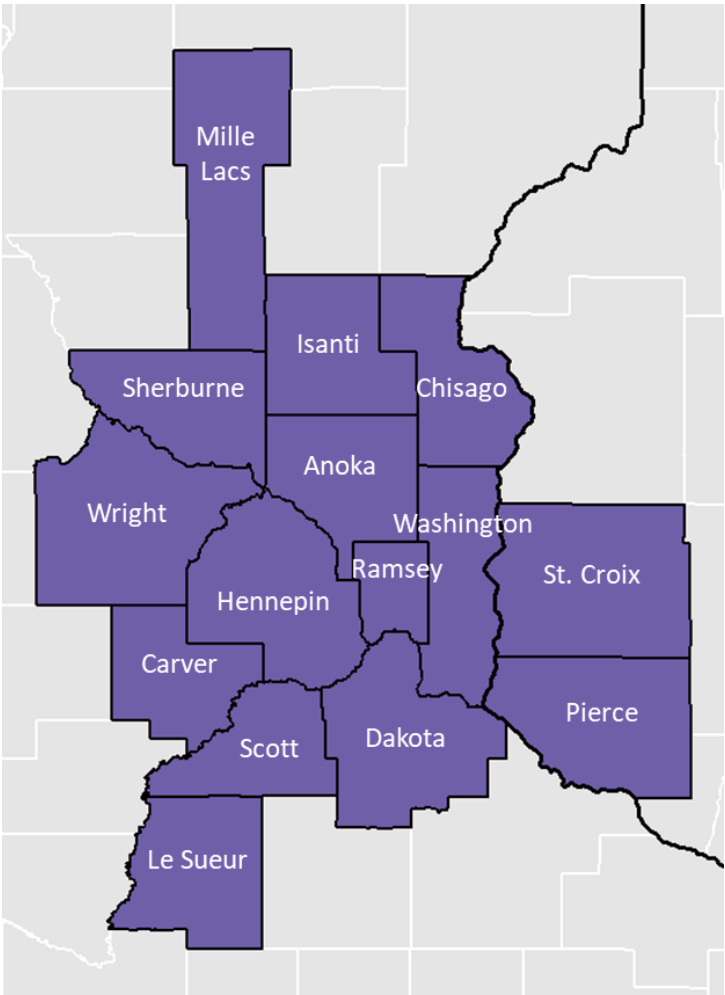 Mille
Lacs
Isanti
Sherburne
Chisago
Anoka
Wright
Washington
Ramsey
St. Croix
Hennepin
Carver
Pierce
Dakota
Scott
Le Sueur